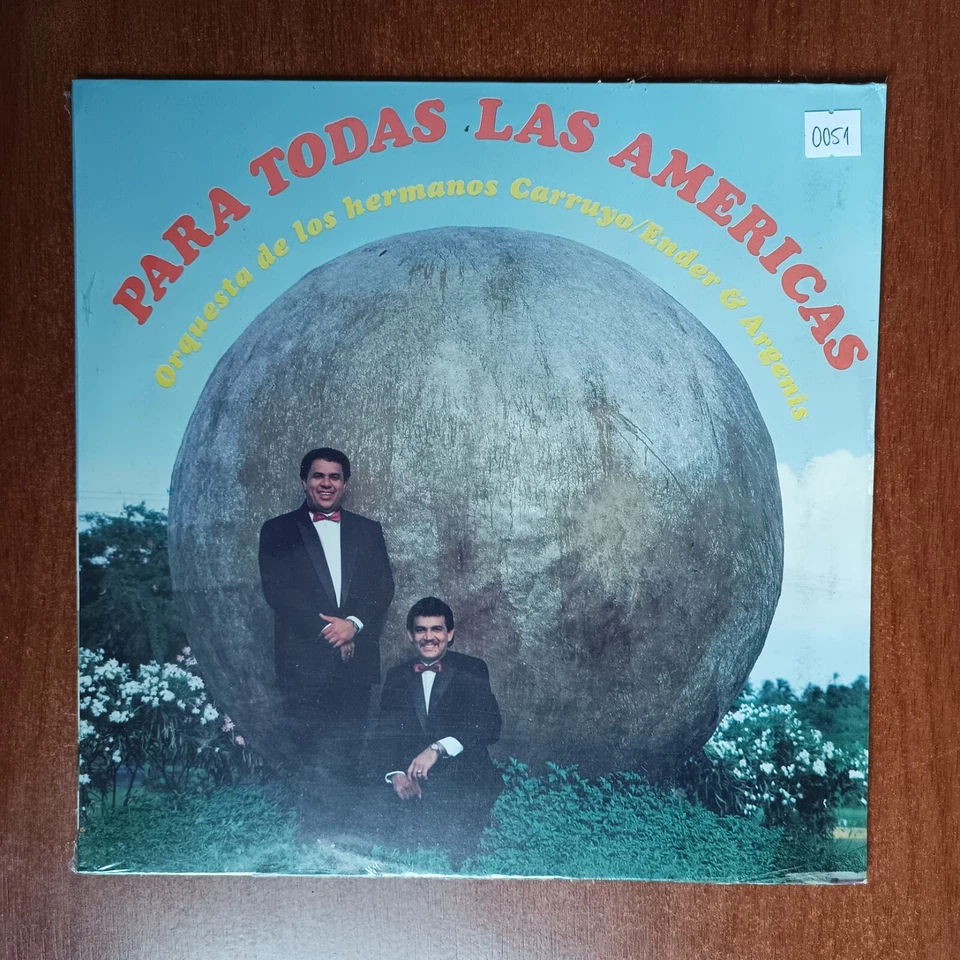 PARA TODAS LAS AMERICAS
Orquesta de los hermanos Carruyo/Ender & Argenis
0051